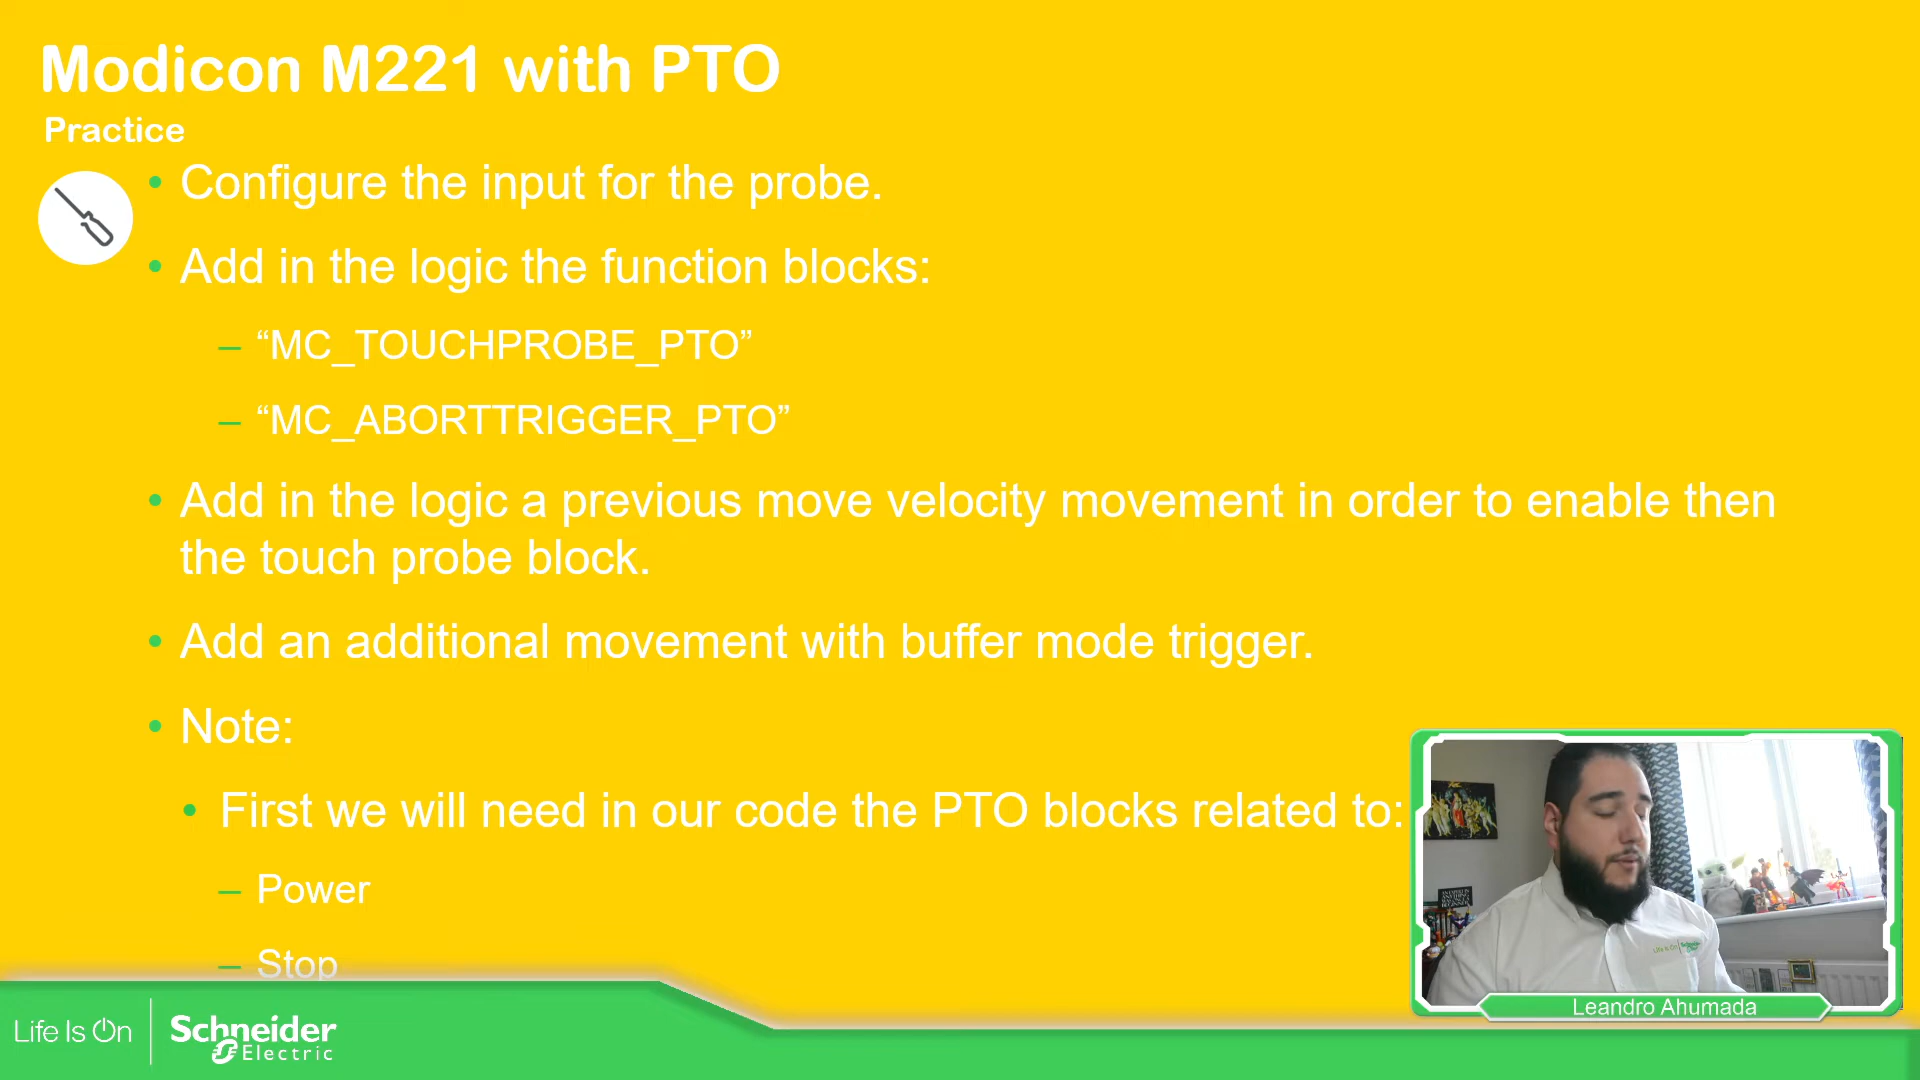 Modicon M221 with PTO
Practice
• Configure the input for the probe.
• Add in the logic the function blocks:
– “MC_TOUCHPROBE_PTO”
– “MC_ABORTTRIGGER_PTO”
• Add in the logic a previous move velocity movement in order to enable then
the touch probe block.
• Add an additional movement with buffer mode trigger.
• Note:
• First we will need in our code the PTO blocks related to:
– Power
– Stop
Life Is On
Schneider
Electric
Leandro Ahumada